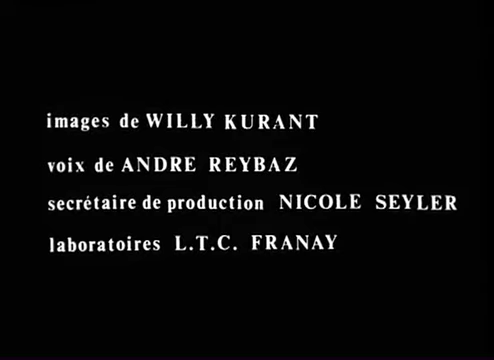 images de WILLY KURANT
voix de ANDRE REYBAZ
secrétaire de production NICOLE SEYLER
laboratoires L.T.C. FRANAY